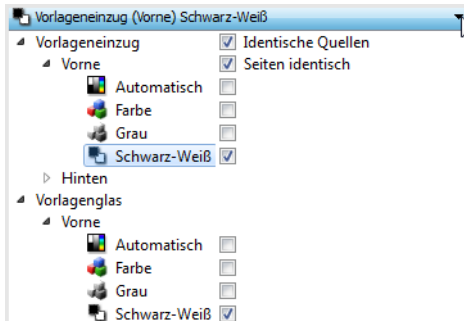 Vorlageneinzug (Vorne) Schwarz-Weiß
Vorlageneinzug Identische Quellen
Vorne Seiten identisch
Automatisch
Farbe
Grau
Schwarz-Weiß
Hinten
Vorlagenglas
Vorne
Automatisch
Farbe
Grau
Schwarz-Weiß